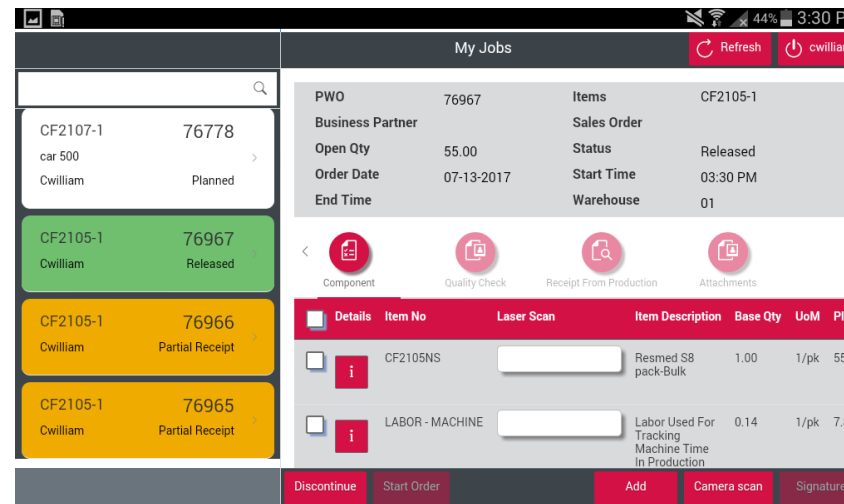 44% 3:30 P
My Jobs
Refresh
cwilliam
CF2107-1 76778
car 500
Cwilliam Planned
CF2105-1 76967
Cwilliam Released
CF2105-1 76966
Cwilliam Partial Receipt
CF2105-1 76965
Cwilliam Partial Receipt
PWO 76967 Items CF2105-1
Business Partner Sales Order
Open Qty 55.00 Status Released
Order Date 07-13-2017 Start Time 03:30 PM
End Time Warehouse 01
Component Quality Check Receipt From Production Attachments
Details Item No Laser Scan Item Description Base Qty UoM Pl
i CF2105NS Resmed S8 1.00 1/pk 55
pack-Bulk
i LABOR - MACHINE Labor Used For 0.14 1/pk 7.
Tracking
Machine Time
In Production
Discontinue Start Order Add Camera scan Signature